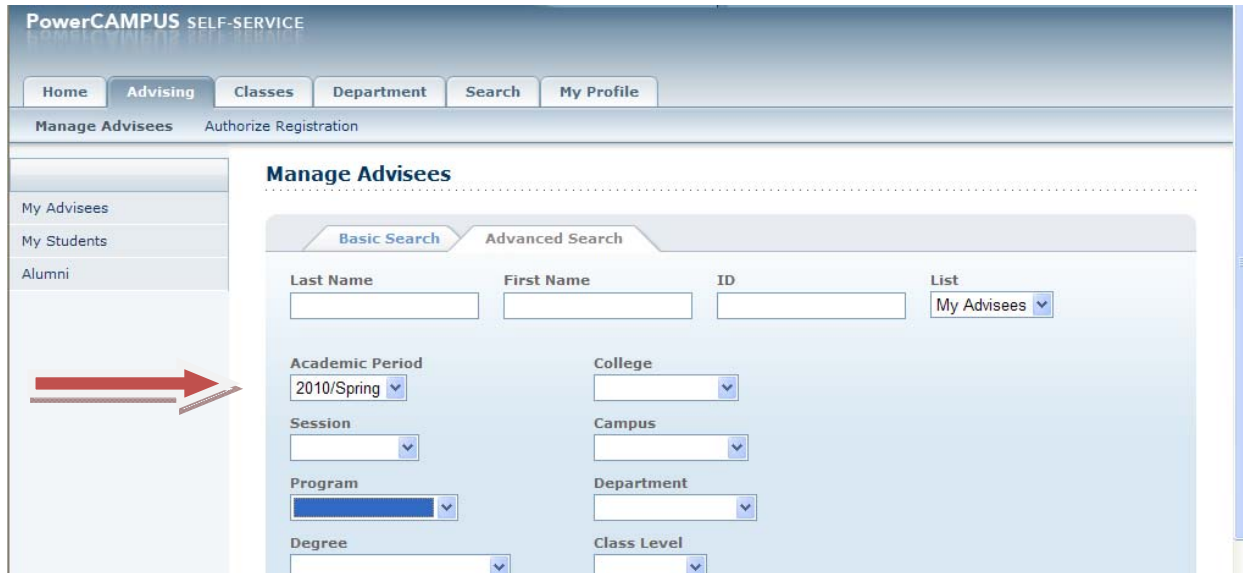 PowerCAMPUS SELF-SERVICE
Home Advising Classes Department Search My Profile
Manage Advisees Authorize Registration
Manage Advisees
My Advisees
My Students
Alumni
Basic Search Advanced Search
Last Name First Name ID List
My Advisees
Academic Period College
2010/Spring
Session Campus
Program Department
Degree Class Level